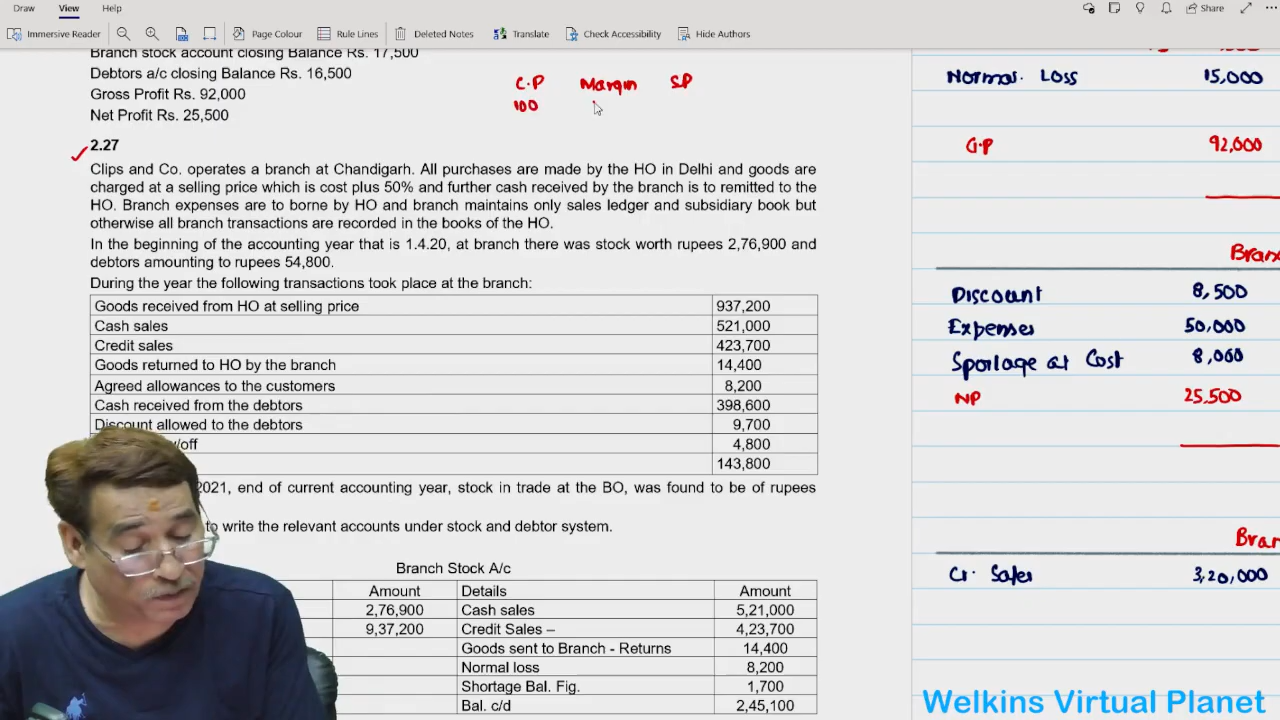 Draw View
Immersive Reader Page Colour Rule Lines Deleted Notes Translate Check Accessibility Hide Authors Share
Branch stock account closing Balance Rs. 17,500
Debtors a/c closing Balance Rs. 16,500
Gross Profit Rs. 92,000
Net Profit Rs. 25,500
C.P Margin S.P
100
2.27
Clips and Co. operates a branch at Chandigarh. All purchases are made by the HO in Delhi and goods are
charged at a selling price which is cost plus 50% and further cash received by the branch is to remitted to the
HO. Branch expenses are to borne by HO and branch maintains only sales ledger and subsidiary book but
otherwise all branch transactions are recorded in the books of the HO.
In the beginning of the accounting year that is 1.4.20, at branch there was stock worth rupees 2,76,900 and
debtors amounting to rupees 54,800.
During the year the following transactions took place at the branch:
Goods received from HO at selling price 937,200
Cash sales 521,000
Credit sales 423,700
Goods returned to HO by the branch 14,400
Agreed allowances to the customers 8,200
Cash received from the debtors 398,600
Discount allowed to the debtors 9,700
/off 4,800
143,800
2021, end of current accounting year, stock in trade at the BO, was found to be of rupees
to write the relevant accounts under stock and debtor system.
Branch Stock A/c
Amount Details Amount
2,76,900 Cash sales 5,21,000
9,37,200 Credit Sales – 4,23,700
Goods sent to Branch - Returns 14,400
Normal loss 8,200
Shortage Bal. Fig. 1,700
Bal. c/d 2,45,100
Normal Loss 15,000
G.P 92,000
Bran
Discount 8,500
Expenses 50,000
Sporlage at Cost 8,000
NP 25,500
Bran
Cr. Sales 3,20,000
Welkins Virtual Planet